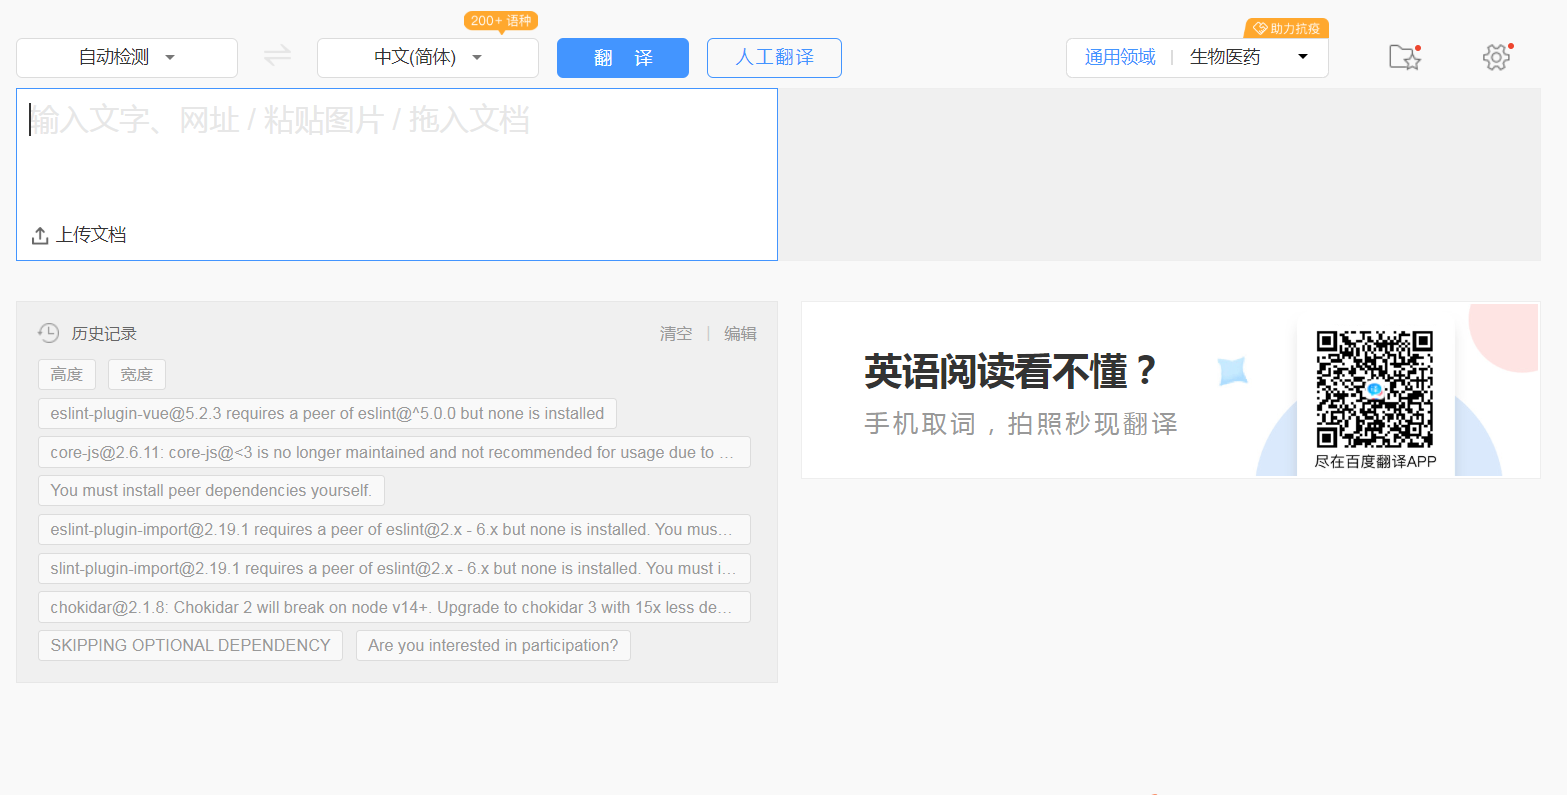 200+ 语种
助力抗疫
自动检测
中文(简体)
翻 译
人工翻译
通用领域
生物医药
输入文字、网址 / 粘贴图片 / 拖入文档
上传文档
历史记录
清空 | 编辑
高度 宽度
eslint-plugin-vue@5.2.3 requires a peer of eslint@^5.0.0 but none is installed
core-js@2.6.11: core-js@<3 is no longer maintained and not recommended for usage due to ...
You must install peer dependencies yourself.
eslint-plugin-import@2.19.1 requires a peer of eslint@2.x - 6.x but none is installed. You mus...
slint-plugin-import@2.19.1 requires a peer of eslint@2.x - 6.x but none is installed. You must i...
chokidar@2.1.8: Chokidar 2 will break on node v14+. Upgrade to chokidar 3 with 15x less de...
SKIPPING OPTIONAL DEPENDENCY Are you interested in participation?
英语阅读看不懂？
手机取词，拍照秒现翻译
尽在百度翻译APP